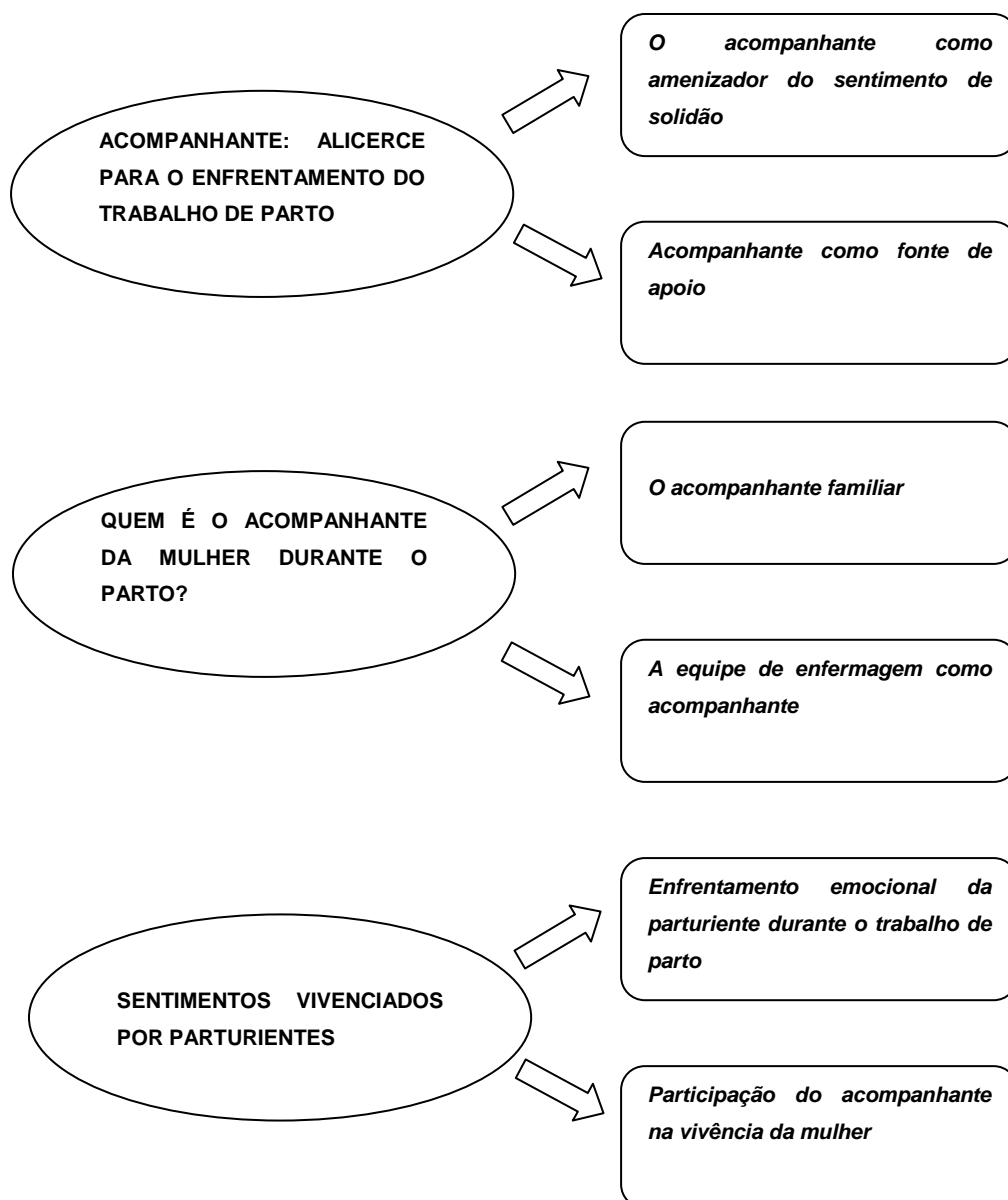 ACOMPANHANTE: ALICERCE
PARA O ENFRENTAMENTO DO
TRABALHO DE PARTO
O acompanhante como
amenizador do sentimento de
solidão
Acompanhante como fonte de
apoio
QUEM É O ACOMPANHANTE
DA MULHER DURANTE O
PARTO?
O acompanhante familiar
A equipe de enfermagem como
acompanhante
SENTIMENTOS VIVENCIADOS
POR PARTURIENTES
Enfrentamento emocional da
parturiente durante o trabalho de
parto
Participação do acompanhante
na vivência da mulher